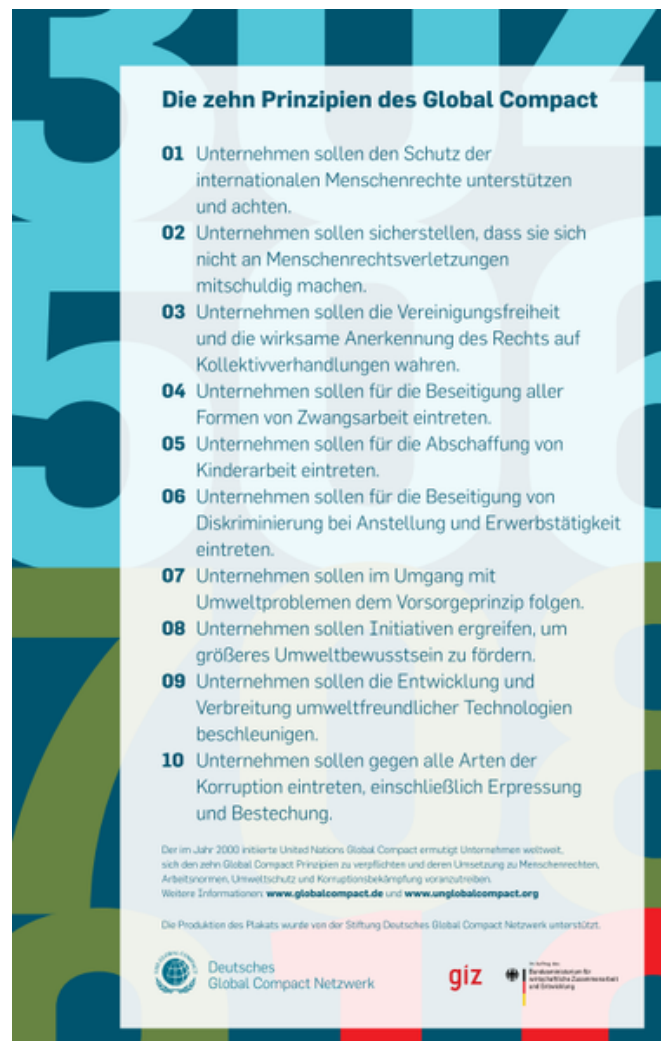 Die zehn Prinzipien des Global Compact
01 Unternehmen sollen den Schutz der
internationalen Menschenrechte unterstützen
und achten.
02 Unternehmen sollen sicherstellen, dass sie sich
nicht an Menschenrechtsverletzungen
mitschuldig machen.
03 Unternehmen sollen die Vereinigungsfreiheit
und die wirksame Anerkennung des Rechts auf
Kollektivverhandlungen wahren.
04 Unternehmen sollen für die Beseitigung aller
Formen von Zwangsarbeit eintreten.
05 Unternehmen sollen für die Abschaffung von
Kinderarbeit eintreten.
06 Unternehmen sollen für die Beseitigung von
Diskriminierung bei Anstellung und Erwerbstätigkeit
eintreten.
07 Unternehmen sollen im Umgang mit
Umweltproblemen dem Vorsorgeprinzip folgen.
08 Unternehmen sollen Initiativen ergreifen, um
größeres Umweltbewusstsein zu fördern.
09 Unternehmen sollen die Entwicklung und
Verbreitung umweltfreundlicher Technologien
beschleunigen.
10 Unternehmen sollen gegen alle Arten der
Korruption eintreten, einschließlich Erpressung
und Bestechung.
Der im Jahr 2000 initiierte United Nations Global Compact ermutigt Unternehmen weltweit,
sich den zehn Global Compact Prinzipien zu verpflichten und deren Umsetzung zu Menschenrechten,
Arbeitsnormen, Umweltschutz und Korruptionsbekämpfung voranzutreiben.
Weitere Informationen: www.globalcompact.de und www.unglobalcompact.org
Die Produktion des Plakats wurde von der Stiftung Deutsches Global Compact Netzwerk unterstützt.
Deutsches
Global Compact Netzwerk
giz
Im Auftrag des
Bundesministerium für
wirtschaftliche Zusammenarbeit
und Entwicklung